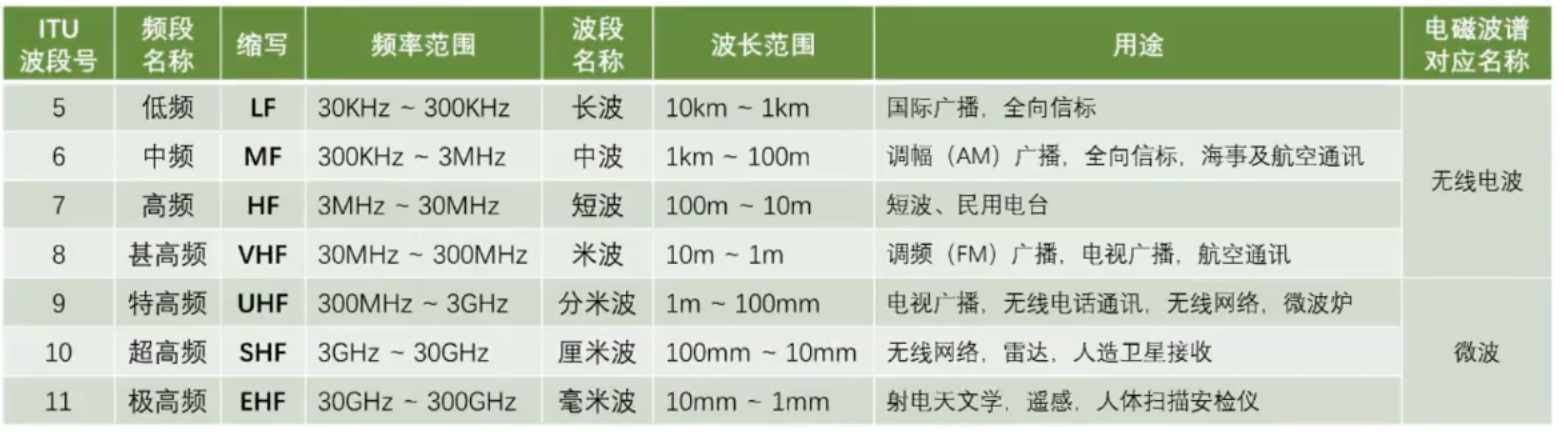 ITU 波段号 频段名称 缩写 频率范围 波段名称 波长范围 用途 电磁波谱对应名称
5 低频 LF 30KHz ~ 300KHz 长波 10km ~ 1km 国际广播，全向信标
6 中频 MF 300KHz ~ 3MHz 中波 1km ~ 100m 调幅（AM）广播，全向信标，海事及航空通讯
无线电波
7 高频 HF 3MHz ~ 30MHz 短波 100m ~ 10m 短波、民用电台
8 甚高频 VHF 30MHz ~ 300MHz 米波 10m ~ 1m 调频（FM）广播，电视广播，航空通讯
9 特高频 UHF 300MHz ~ 3GHz 分米波 1m ~ 100mm 电视广播，无线电话通讯，无线网络，微波炉
10 超高频 SHF 3GHz ~ 30GHz 厘米波 100mm ~ 10mm 无线网络，雷达，人造卫星接收 微波
11 极高频 EHF 30GHz ~ 300GHz 毫米波 10mm ~ 1mm 射电天文学，遥感，人体扫描安检仪